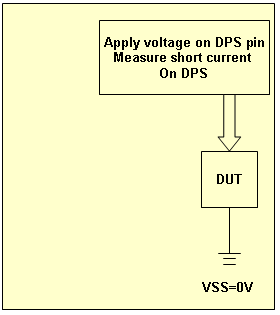 Apply voltage on DPS pin
Measure short current
On DPS
DUT
VSS=0V